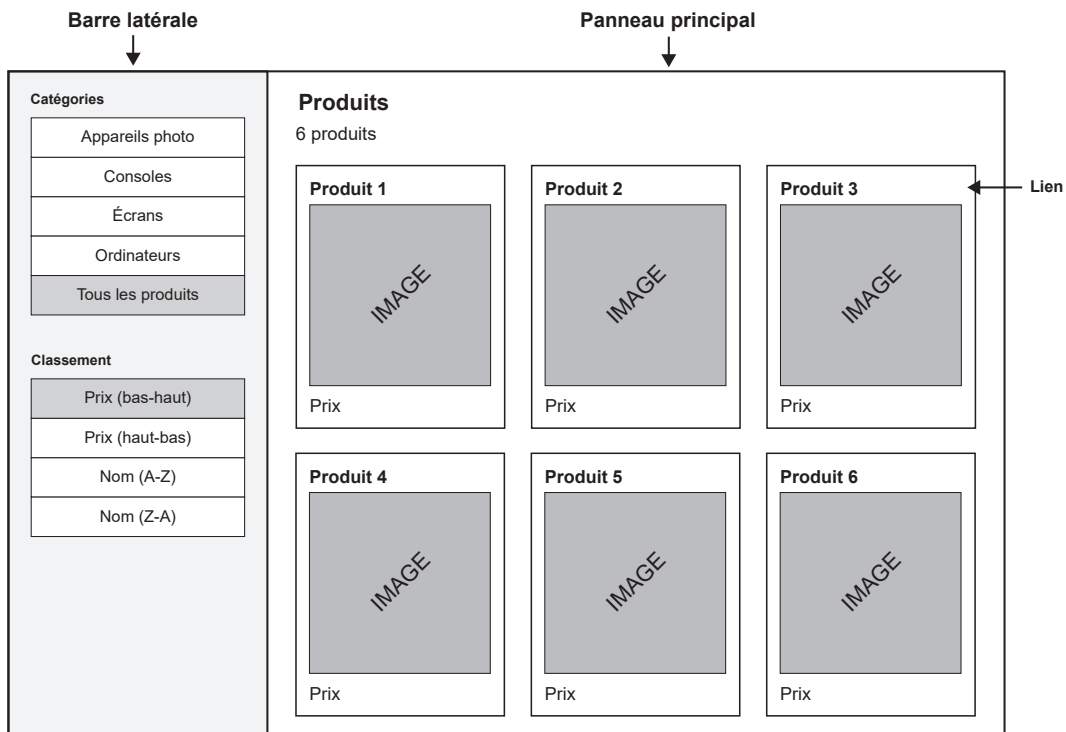 Barre latérale
Panneau principal
Catégories
Appareils photo
Consoles
Écrans
Ordinateurs
Tous les produits
Classement
Prix (bas-haut)
Prix (haut-bas)
Nom (A-Z)
Nom (Z-A)
Produits
6 produits
Produit 1
IMAGE
Prix
Produit 2
IMAGE
Prix
Produit 3
IMAGE
Prix
Lien
Produit 4
IMAGE
Prix
Produit 5
IMAGE
Prix
Produit 6
IMAGE
Prix